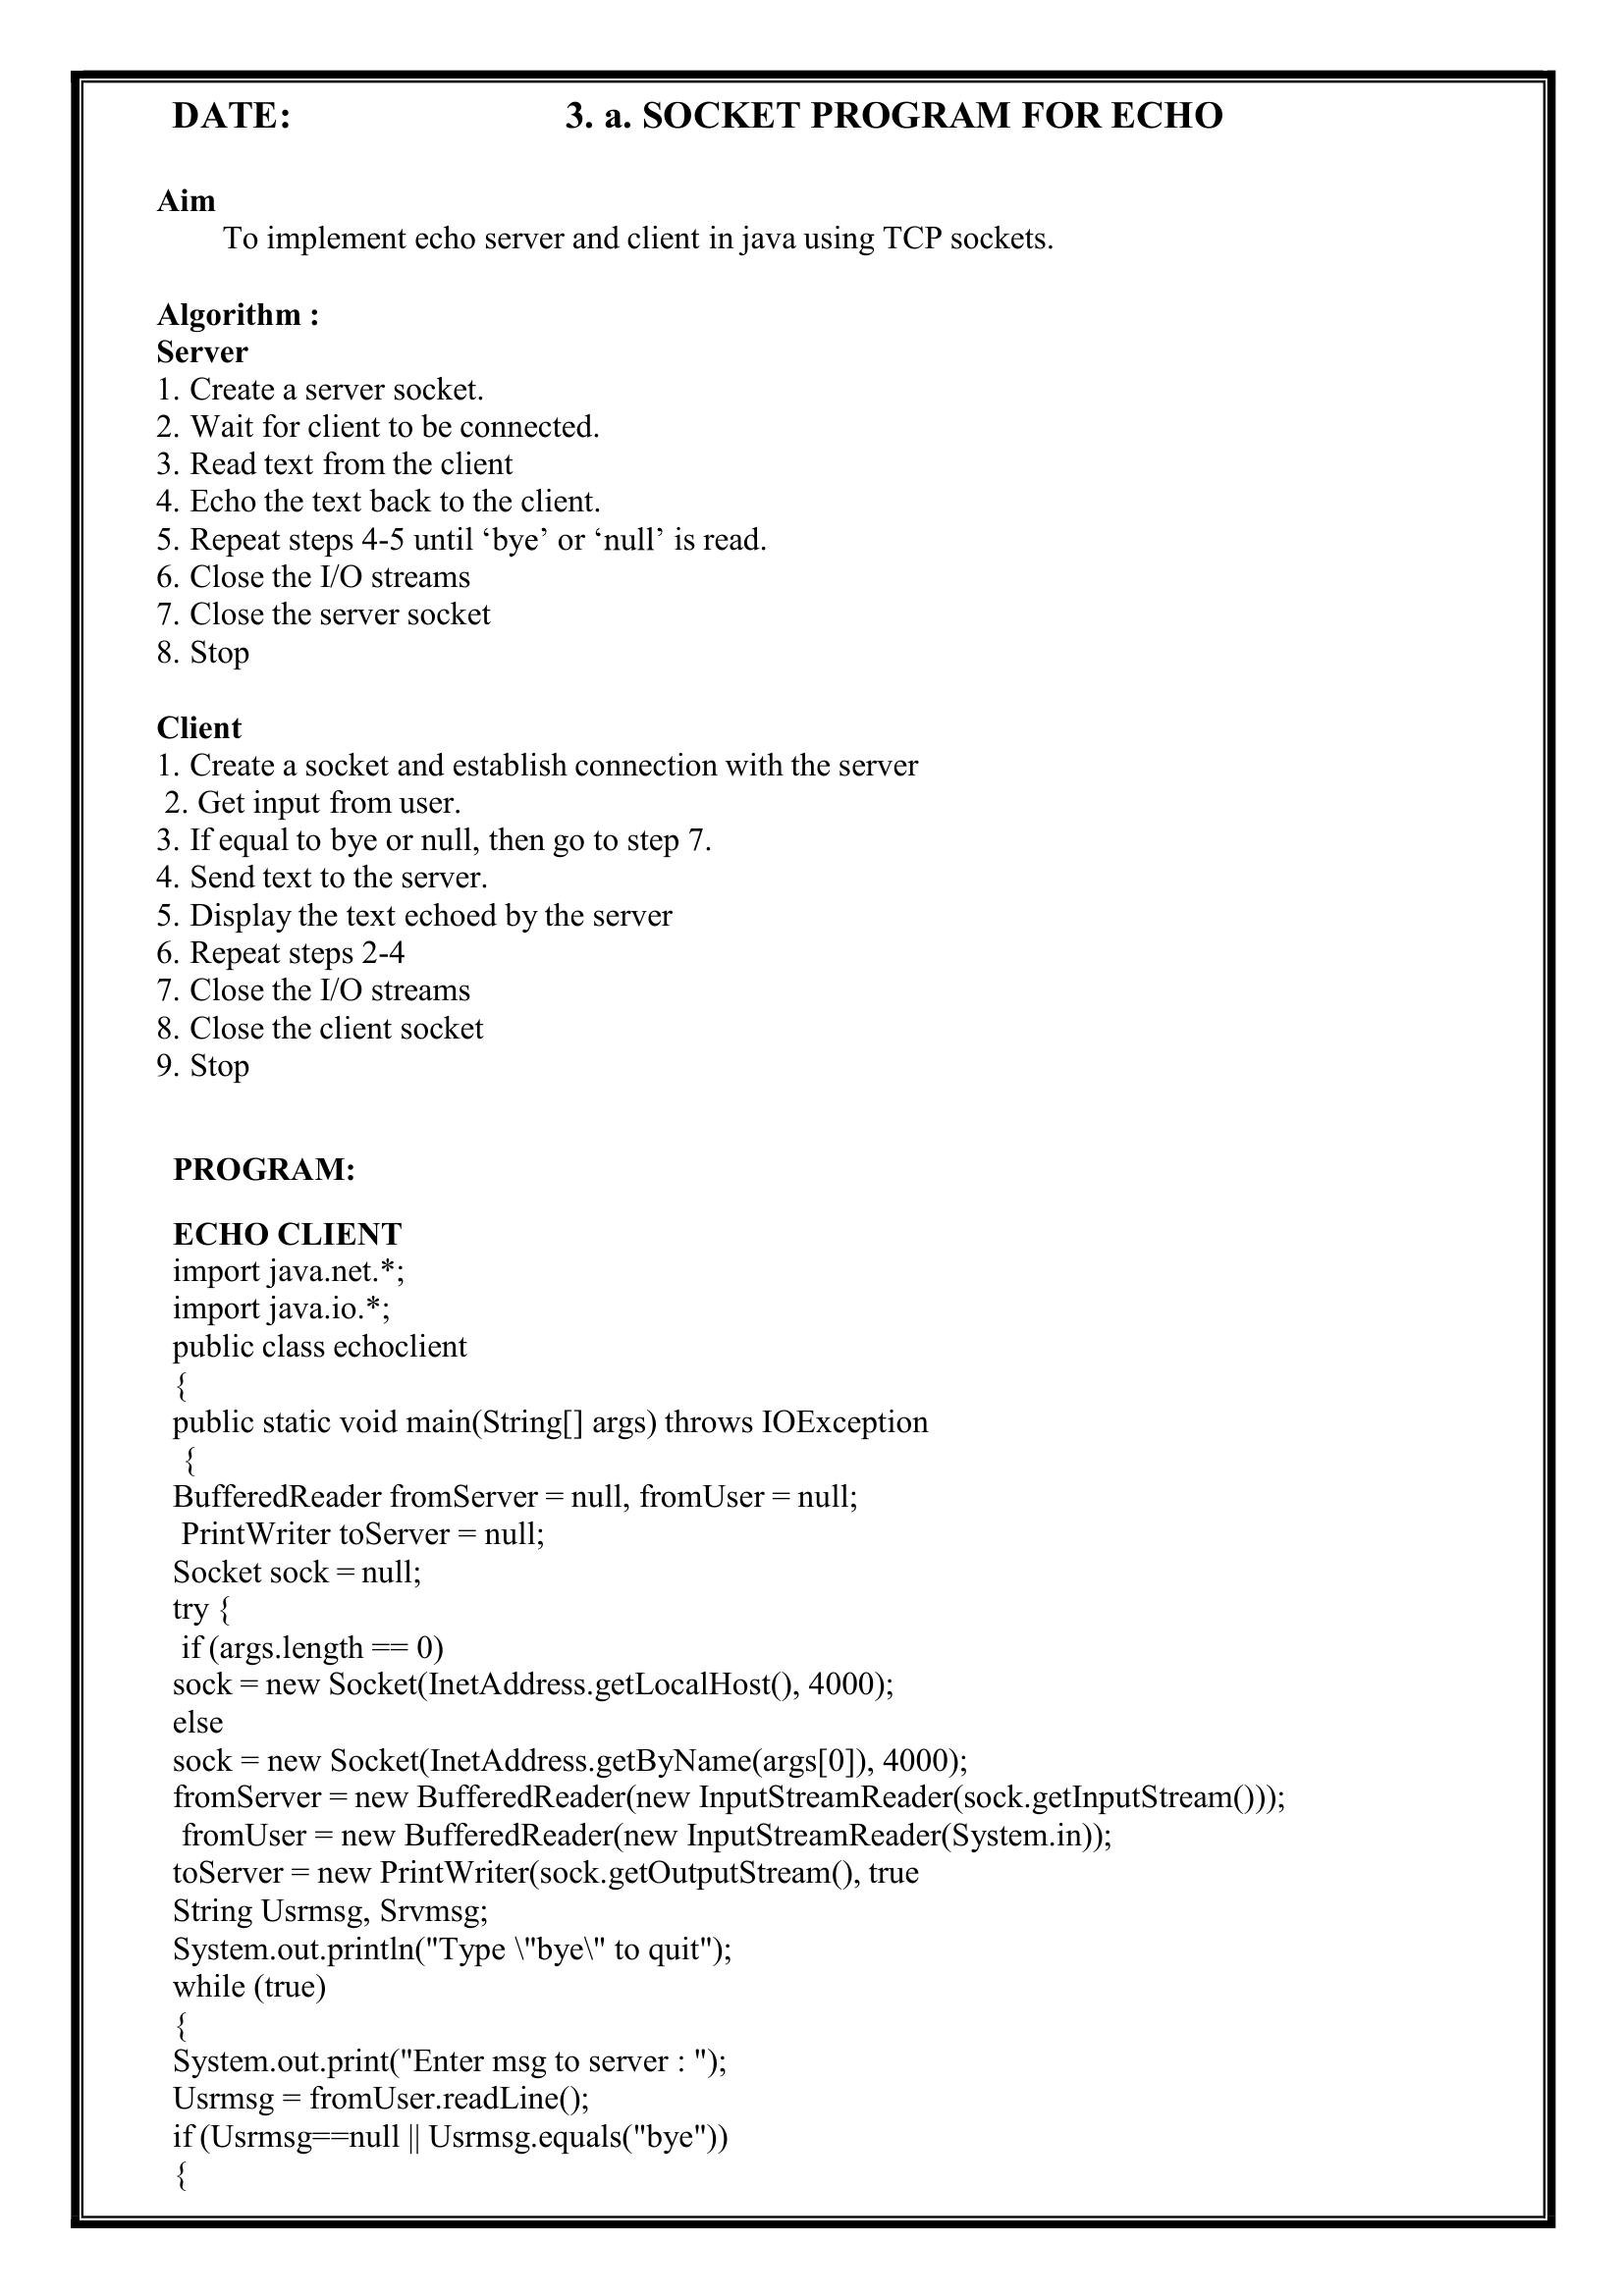 DATE: 3. a. SOCKET PROGRAM FOR ECHO
Aim
To implement echo server and client in java using TCP sockets.
Algorithm :
Server
1. Create a server socket.
2. Wait for client to be connected.
3. Read text from the client
4. Echo the text back to the client.
5. Repeat steps 4-5 until ‘bye’ or ‘null’ is read.
6. Close the I/O streams
7. Close the server socket
8. Stop
Client
1. Create a socket and establish connection with the server
2. Get input from user.
3. If equal to bye or null, then go to step 7.
4. Send text to the server.
5. Display the text echoed by the server
6. Repeat steps 2-4
7. Close the I/O streams
8. Close the client socket
9. Stop
PROGRAM:
ECHO CLIENT
import java.net.*;
import java.io.*;
public class echoclient
{
public static void main(String[] args) throws IOException
{
BufferedReader fromServer = null, fromUser = null;
PrintWriter toServer = null;
Socket sock = null;
try {
if (args.length == 0)
sock = new Socket(InetAddress.getLocalHost(), 4000);
else
sock = new Socket(InetAddress.getByName(args[0]), 4000);
fromServer = new BufferedReader(new InputStreamReader(sock.getInputStream()));
fromUser = new BufferedReader(new InputStreamReader(System.in));
toServer = new PrintWriter(sock.getOutputStream(), true
String Usrmsg, Srvmsg;
System.out.println("Type \"bye\" to quit");
while (true)
{
System.out.print("Enter msg to server : ");
Usrmsg = fromUser.readLine();
if (Usrmsg==null || Usrmsg.equals("bye"))
{